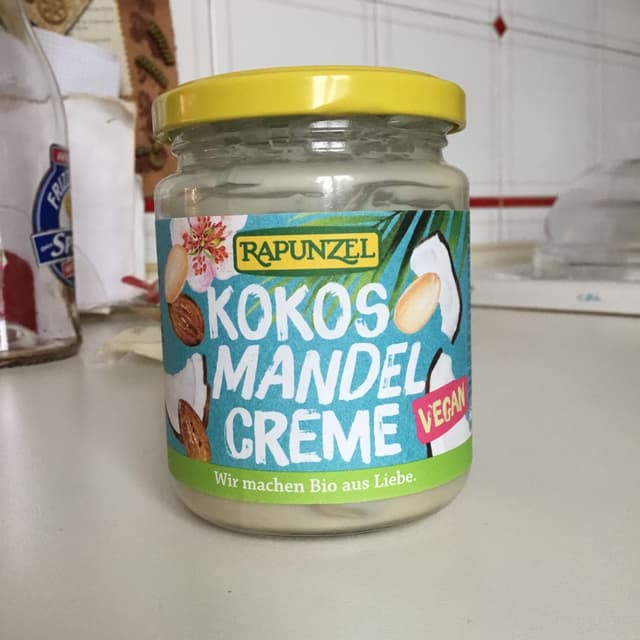 RAPUNZEL
KOKOS
MANDEL
CREME
VEGAN
Wir machen Bio aus Liebe.